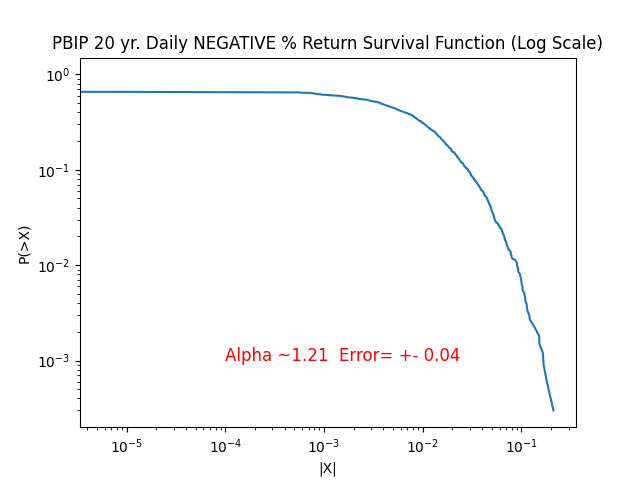 PBIP 20 yr. Daily NEGATIVE % Return Survival Function (Log Scale)
10^0
10^-1
P(>X)
10^-2
Alpha ~1.21  Error= +- 0.04
10^-3
10^-5 10^-4 10^-3 10^-2 10^-1
|X|